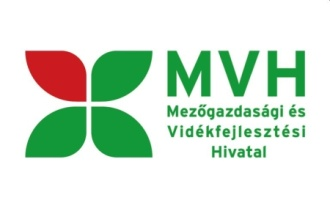 MVH
Mezőgazdasági és
Vidékfejlesztési
Hivatal